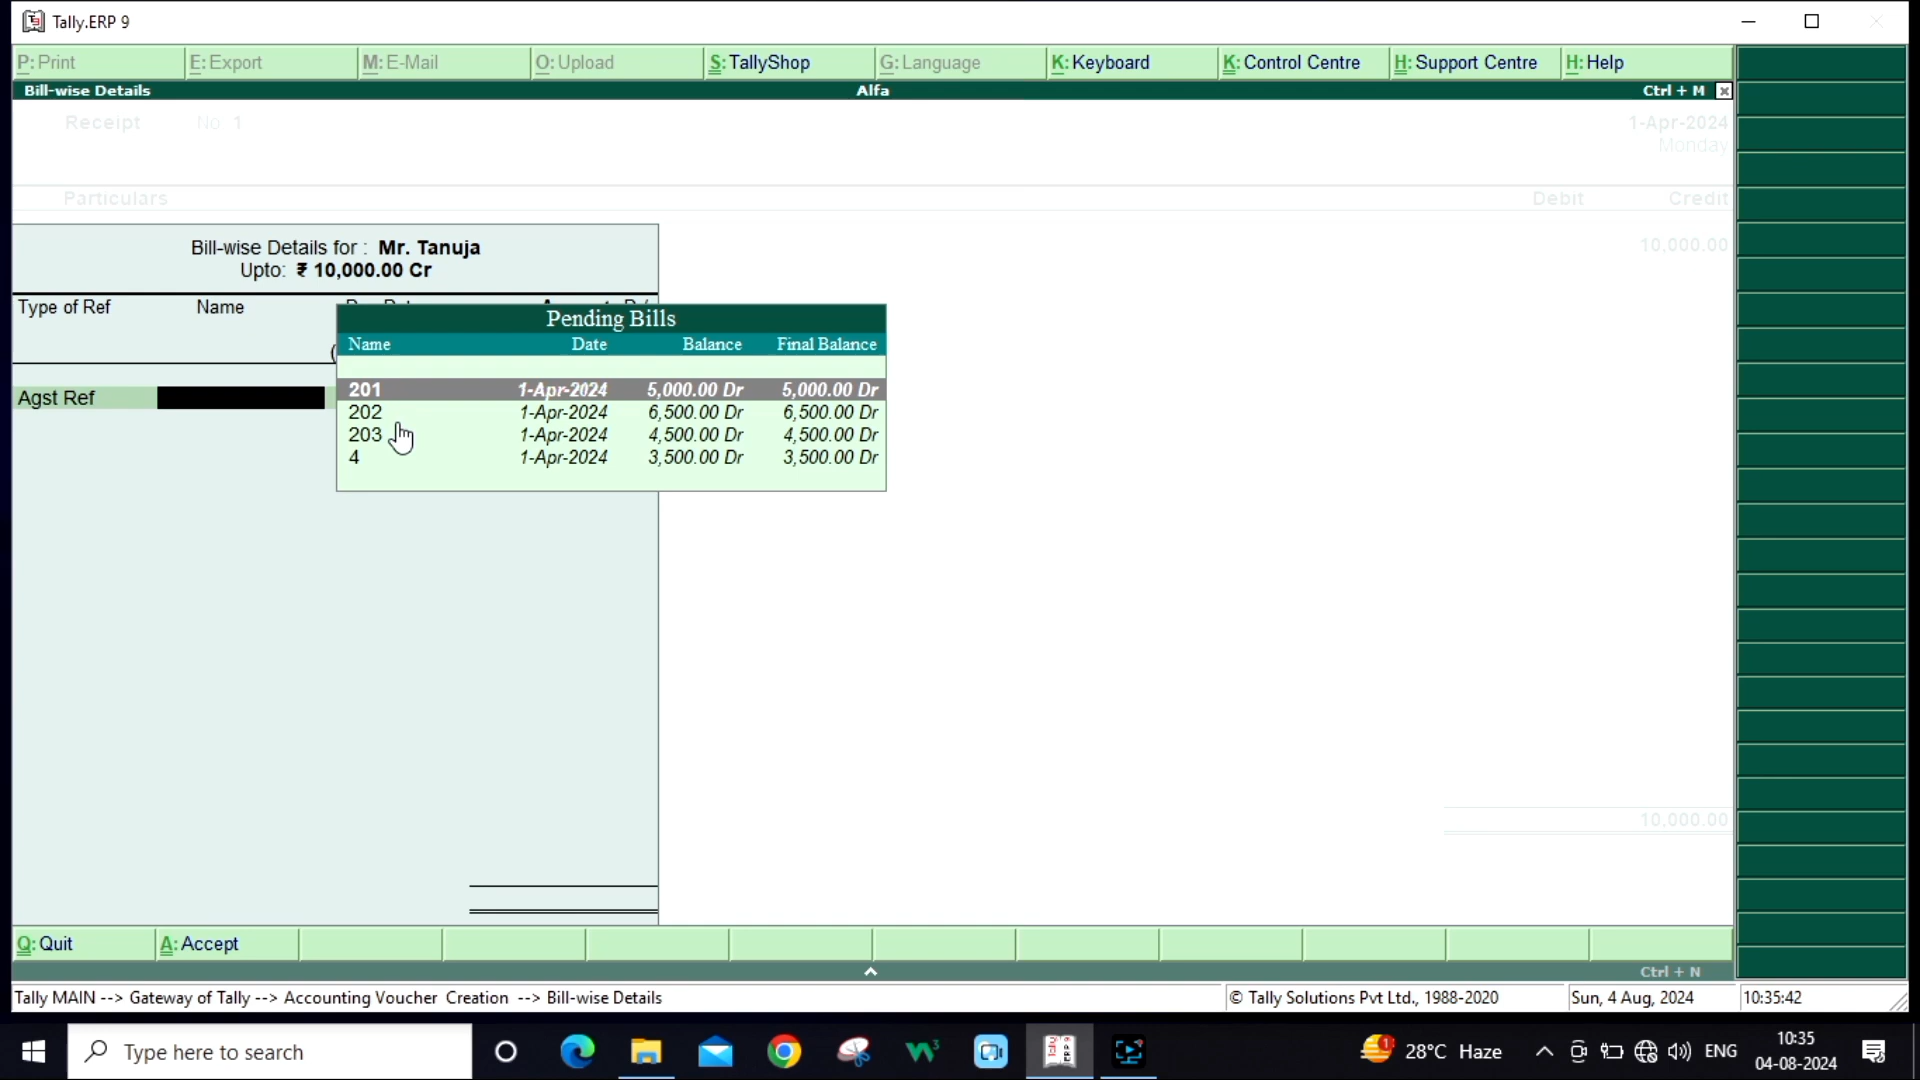 Tally.ERP 9
P: Print E: Export M: E-Mail O: Upload S: TallyShop G: Language K: Keyboard K: Control Centre H: Support Centre H: Help
Bill-wise Details Alfa Ctrl + M
Receipt No 1 1-Apr-2024
Monday
Particulars Debit Credit
Bill-wise Details for : Mr. Tanuja
Upto: ₹ 10,000.00 Cr
10,000.00
Type of Ref Name
Pending Bills
Name Date Balance Final Balance
Agst Ref
201 1-Apr-2024 5,000.00 Dr 5,000.00 Dr
202 1-Apr-2024 6,500.00 Dr 6,500.00 Dr
203 1-Apr-2024 4,500.00 Dr 4,500.00 Dr
4 1-Apr-2024 3,500.00 Dr 3,500.00 Dr
10,000.00
Q: Quit A: Accept
Ctrl + N
Tally MAIN --> Gateway of Tally --> Accounting Voucher Creation --> Bill-wise Details © Tally Solutions Pvt Ltd., 1988-2020 Sun, 4 Aug, 2024 10:35:42
Type here to search 28°C Haze ENG 10:35
04-08-2024